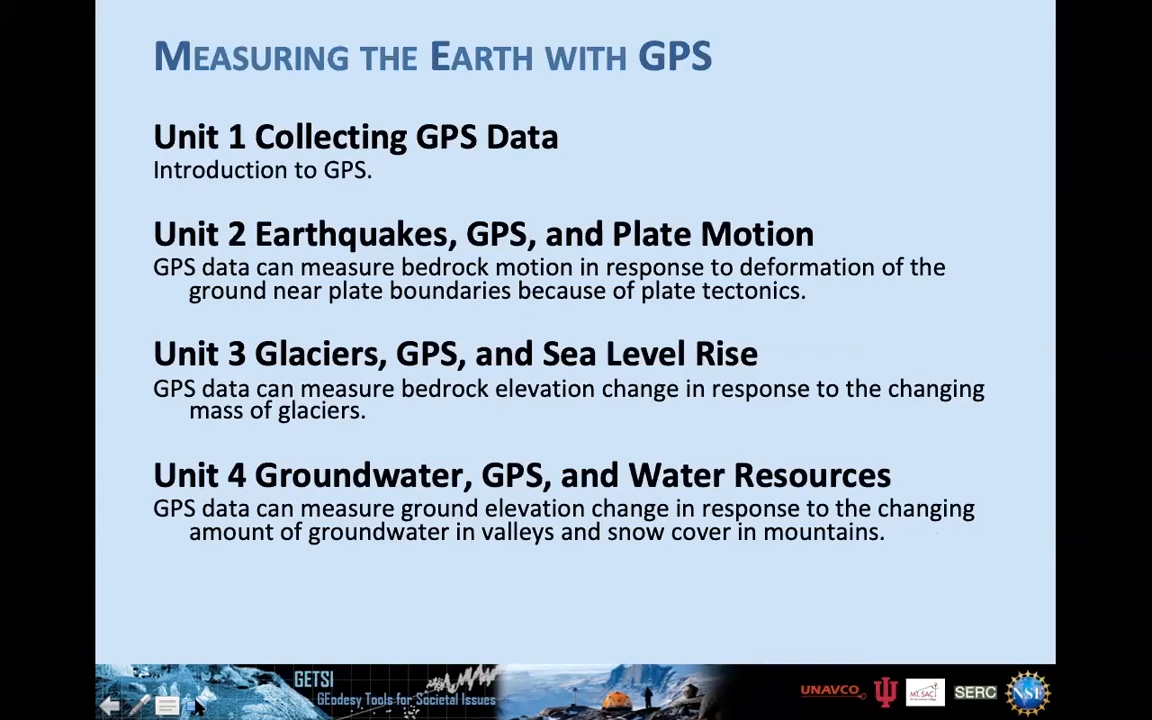 MEASURING THE EARTH WITH GPS
Unit 1 Collecting GPS Data
Introduction to GPS.
Unit 2 Earthquakes, GPS, and Plate Motion
GPS data can measure bedrock motion in response to deformation of the
ground near plate boundaries because of plate tectonics.
Unit 3 Glaciers, GPS, and Sea Level Rise
GPS data can measure bedrock elevation change in response to the changing
mass of glaciers.
Unit 4 Groundwater, GPS, and Water Resources
GPS data can measure ground elevation change in response to the changing
amount of groundwater in valleys and snow cover in mountains.
GETSI
GEodesy Tools for Societal Issues
UNAVCO
MT. SAC
SERC
NSF